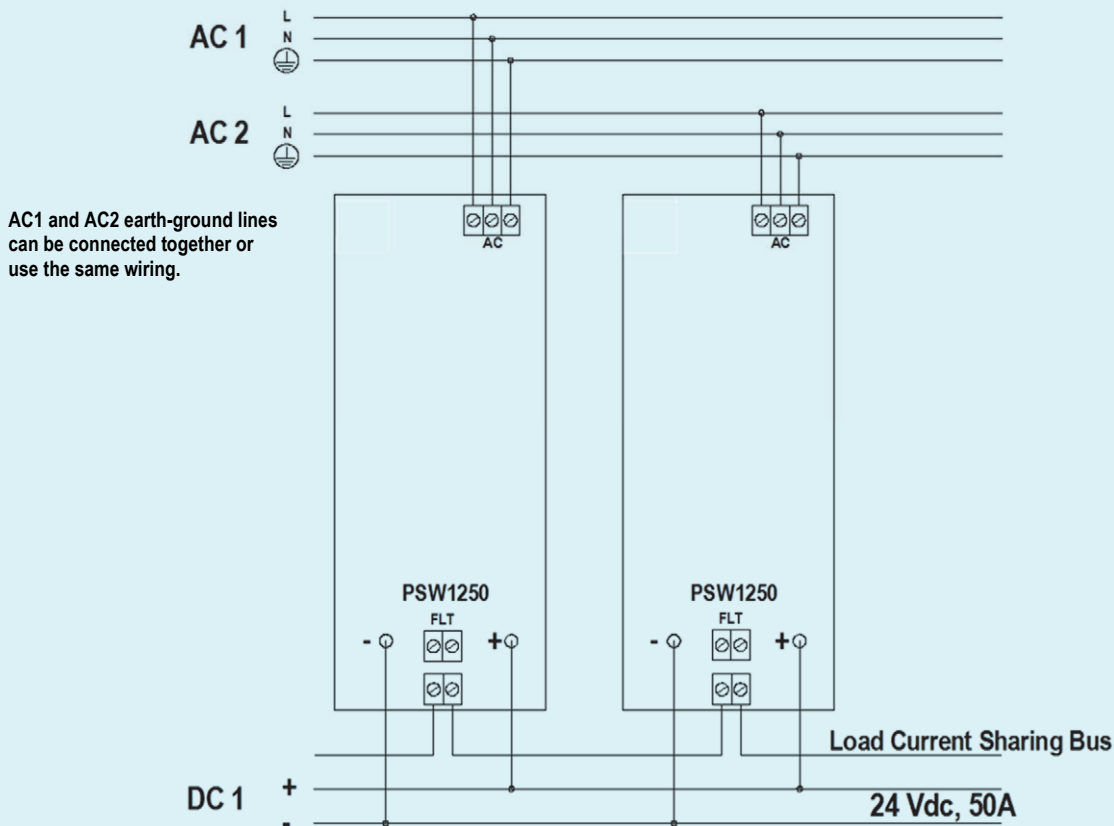 L
AC 1 N
L
AC 2 N
AC1 and AC2 earth-ground lines
can be connected together or
use the same wiring.
AC
AC
PSW1250
FLT
- +
PSW1250
FLT
- +
Load Current Sharing Bus
DC 1 +
24 Vdc, 50A
-